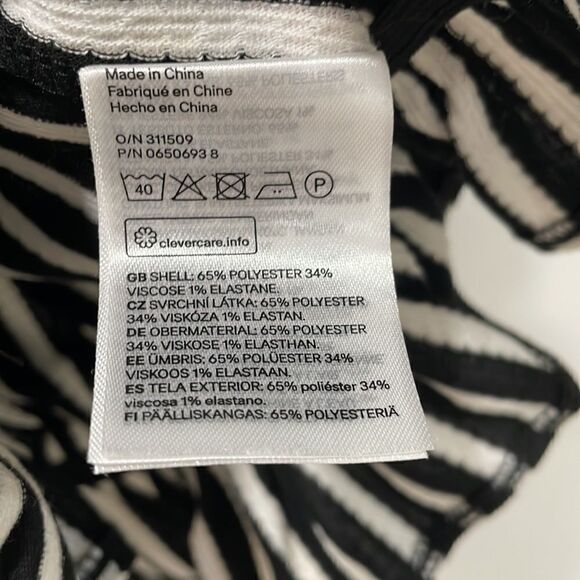 Made in China
Fabriqué en Chine
Hecho en China
O/N 311509
P/N 0650693 8
40 P
clevercare.info
GB SHELL: 65% POLYESTER 34%
VISCOSE 1% ELASTANE.
CZ SVRCHNÍ LÁTKA: 65% POLYESTER
34% VISKÓZA 1% ELASTAN.
DE OBERMATERIAL: 65% POLYESTER
34% VISKOSE 1% ELASTHAN.
EE ÜMBRIS: 65% POLÜESTER 34%
VISKOOS 1% ELASTAAN.
ES TELA EXTERIOR: 65% poliéster 34%
viscosa 1% elastano.
FI PÄÄLLISKANGAS: 65% POLYESTERIÄ